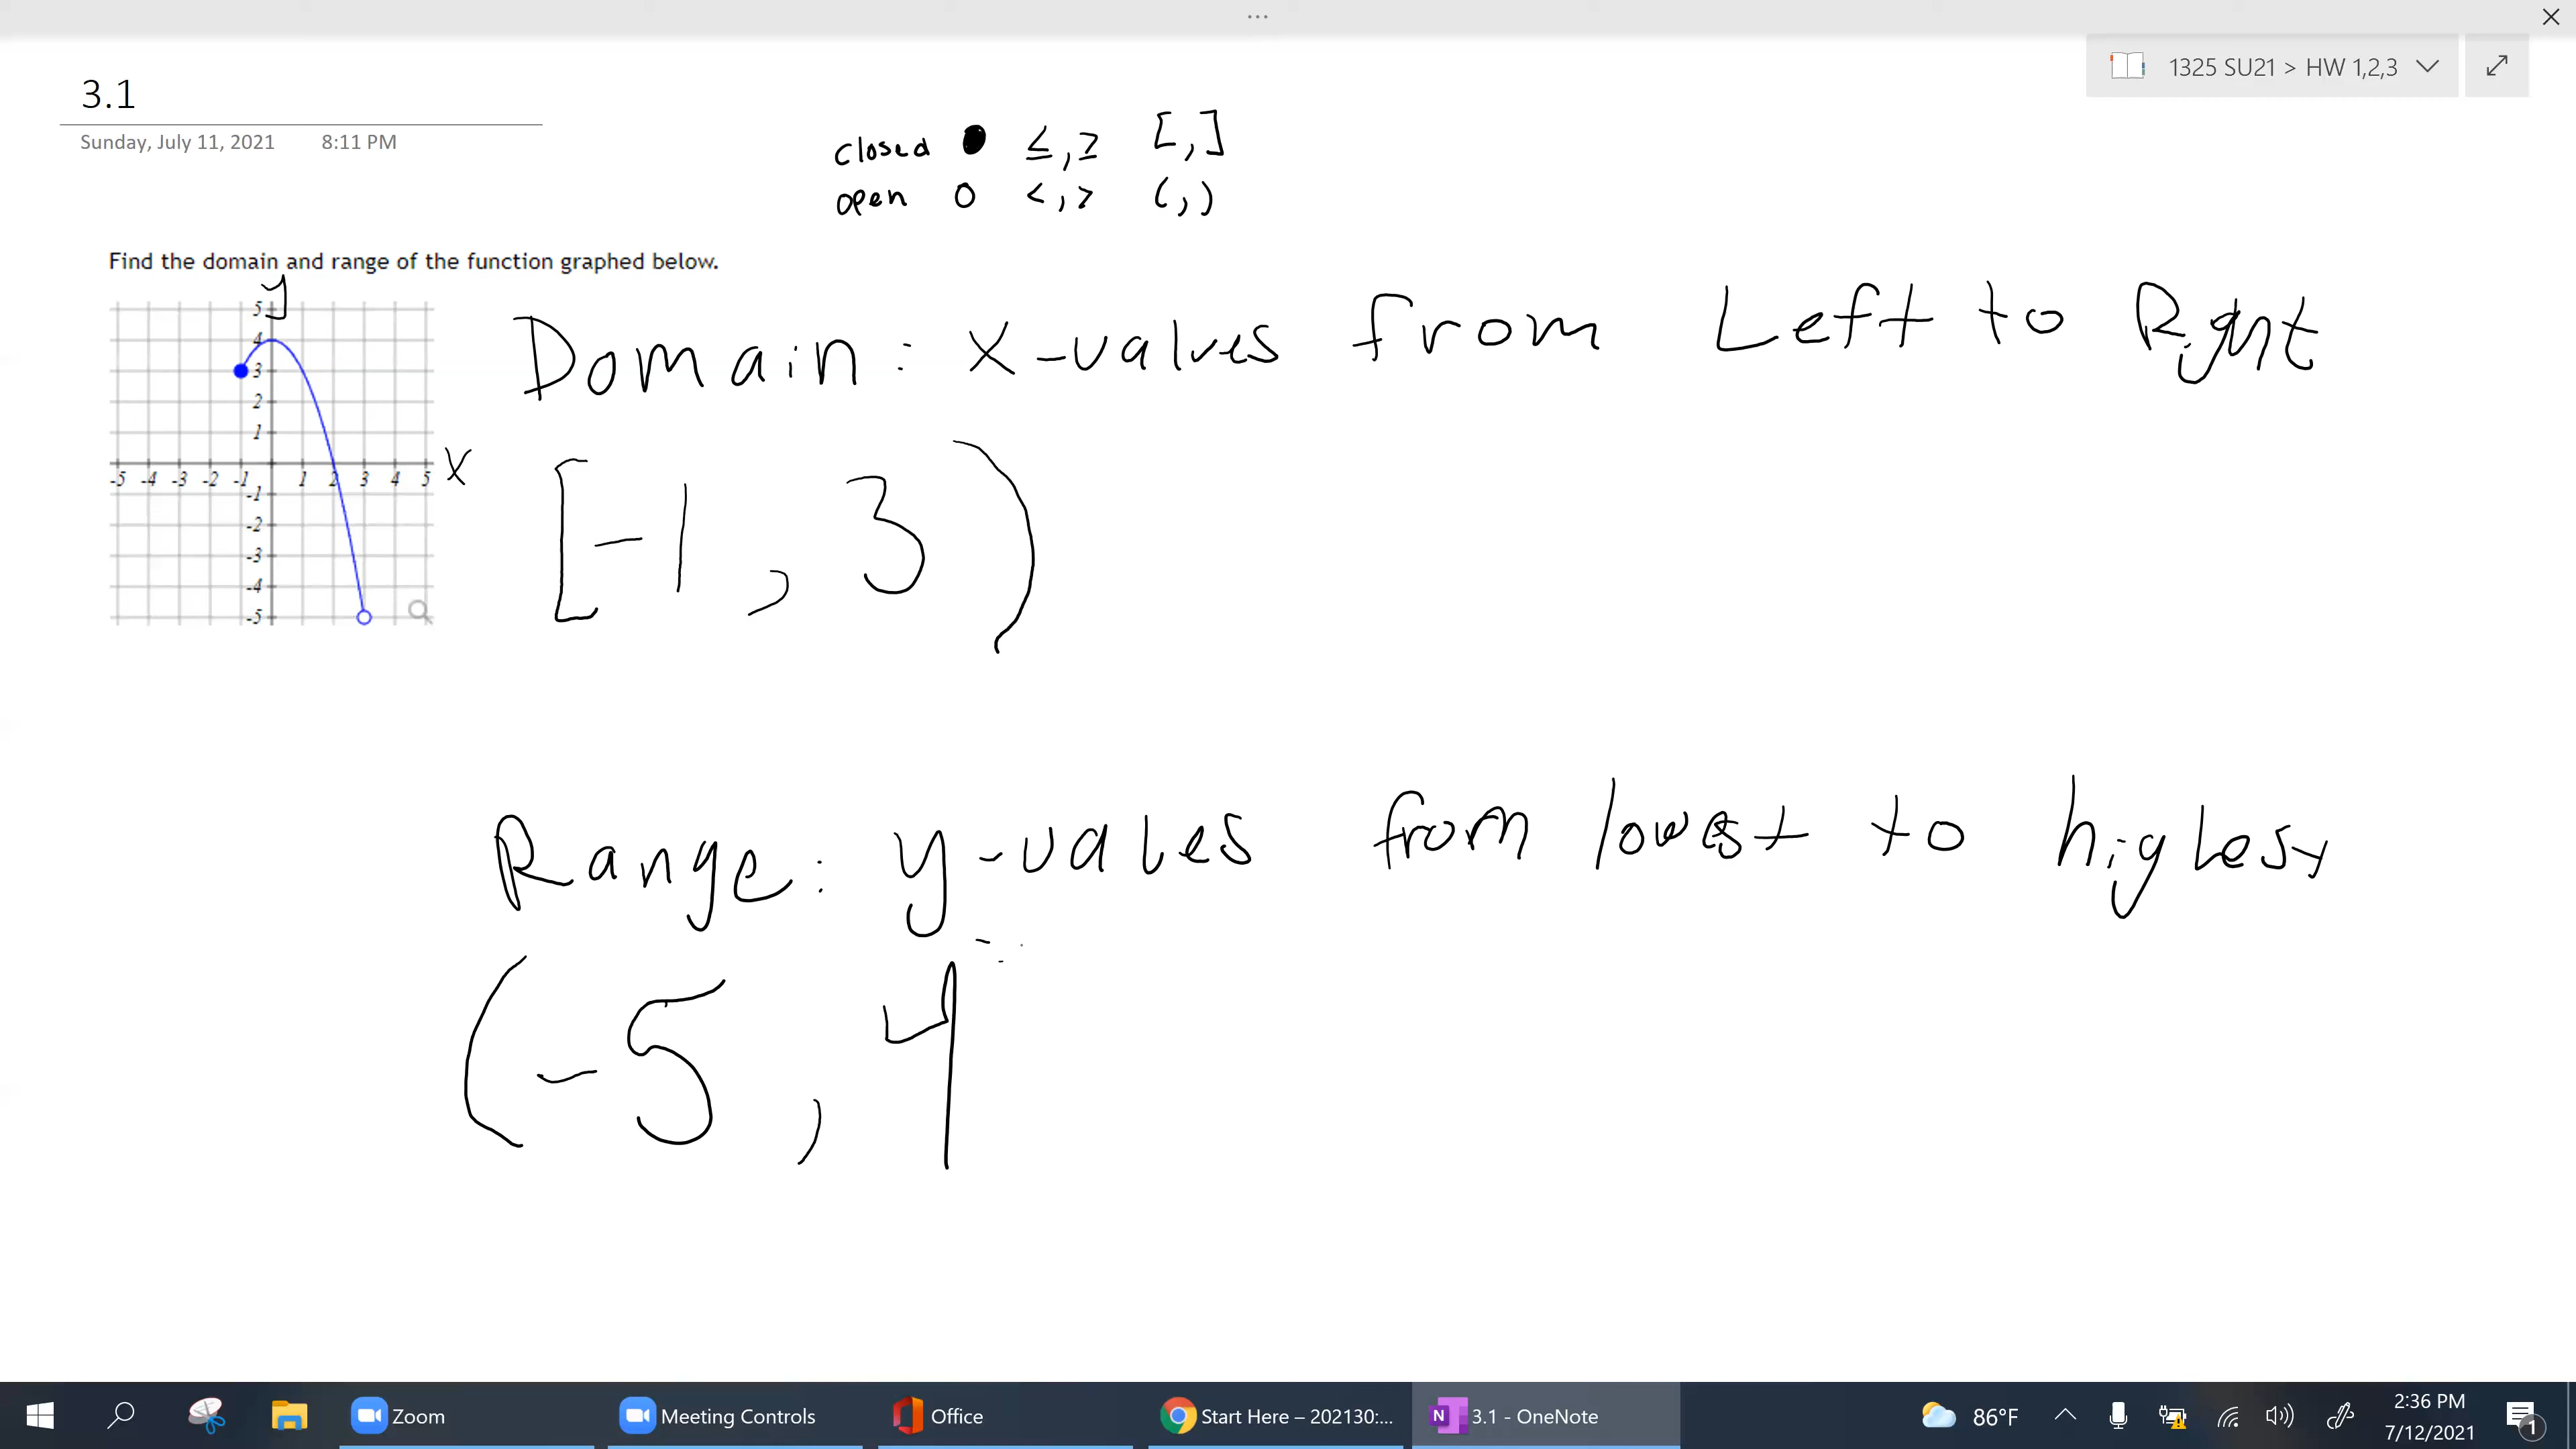 1325 SU21 > HW 1,2,3
3.1
Sunday, July 11, 2021 8:11 PM
closed ● ≤, ≥ [,]
open o <, > (,)
Find the domain and range of the function graphed below.
y
5
4
3
2
1
-5 -4 -3 -2 -1 1 2 3 4 5 x
-1
-2
-3
-4
-5
Domain: x-values from Left to Right
[-1, 3)
Range: y-vales from lowest to highest
(-5, 4
Zoom Meeting Controls Office Start Here – 202130:... 3.1 - OneNote 86°F 2:36 PM
7/12/2021 1